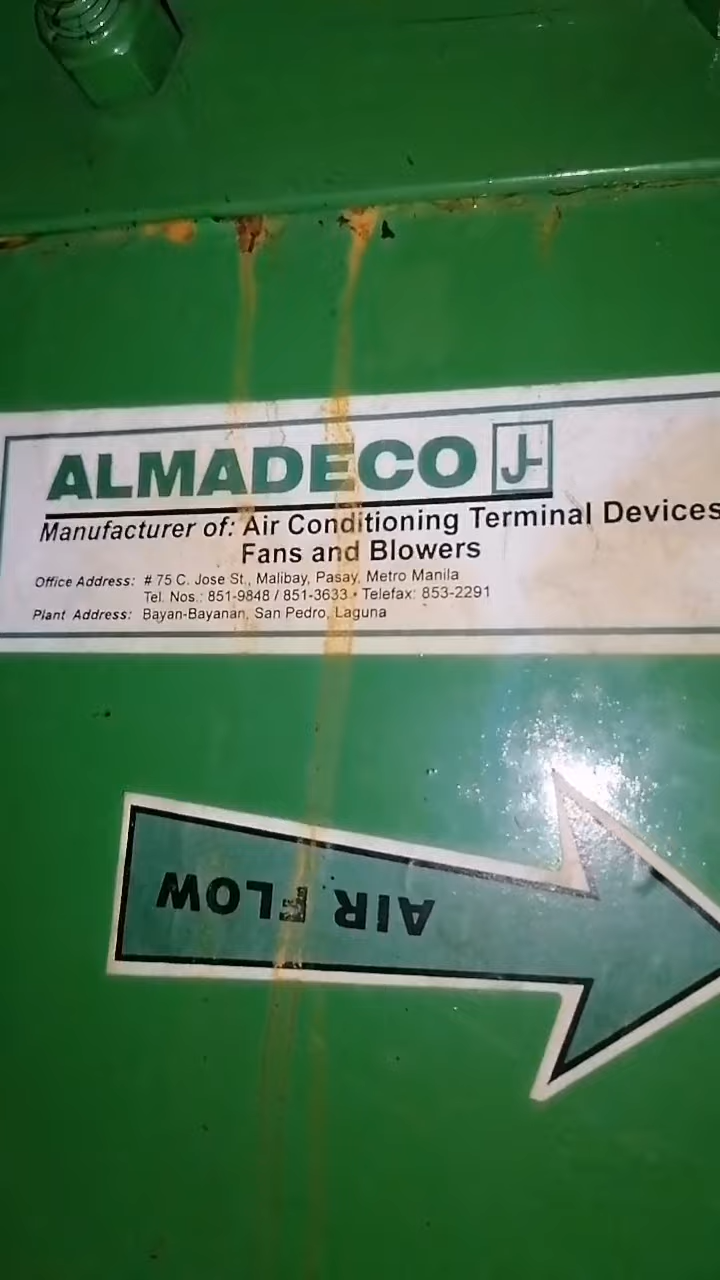 ALMADECO
Manufacturer of: Air Conditioning Terminal Devices
Fans and Blowers
Office Address: # 75 C. Jose St., Malibay, Pasay, Metro Manila
Tel. Nos.: 851-9848 / 851-3633 • Telefax: 853-2291
Plant Address: Bayan-Bayanan, San Pedro, Laguna
AIR FLOW